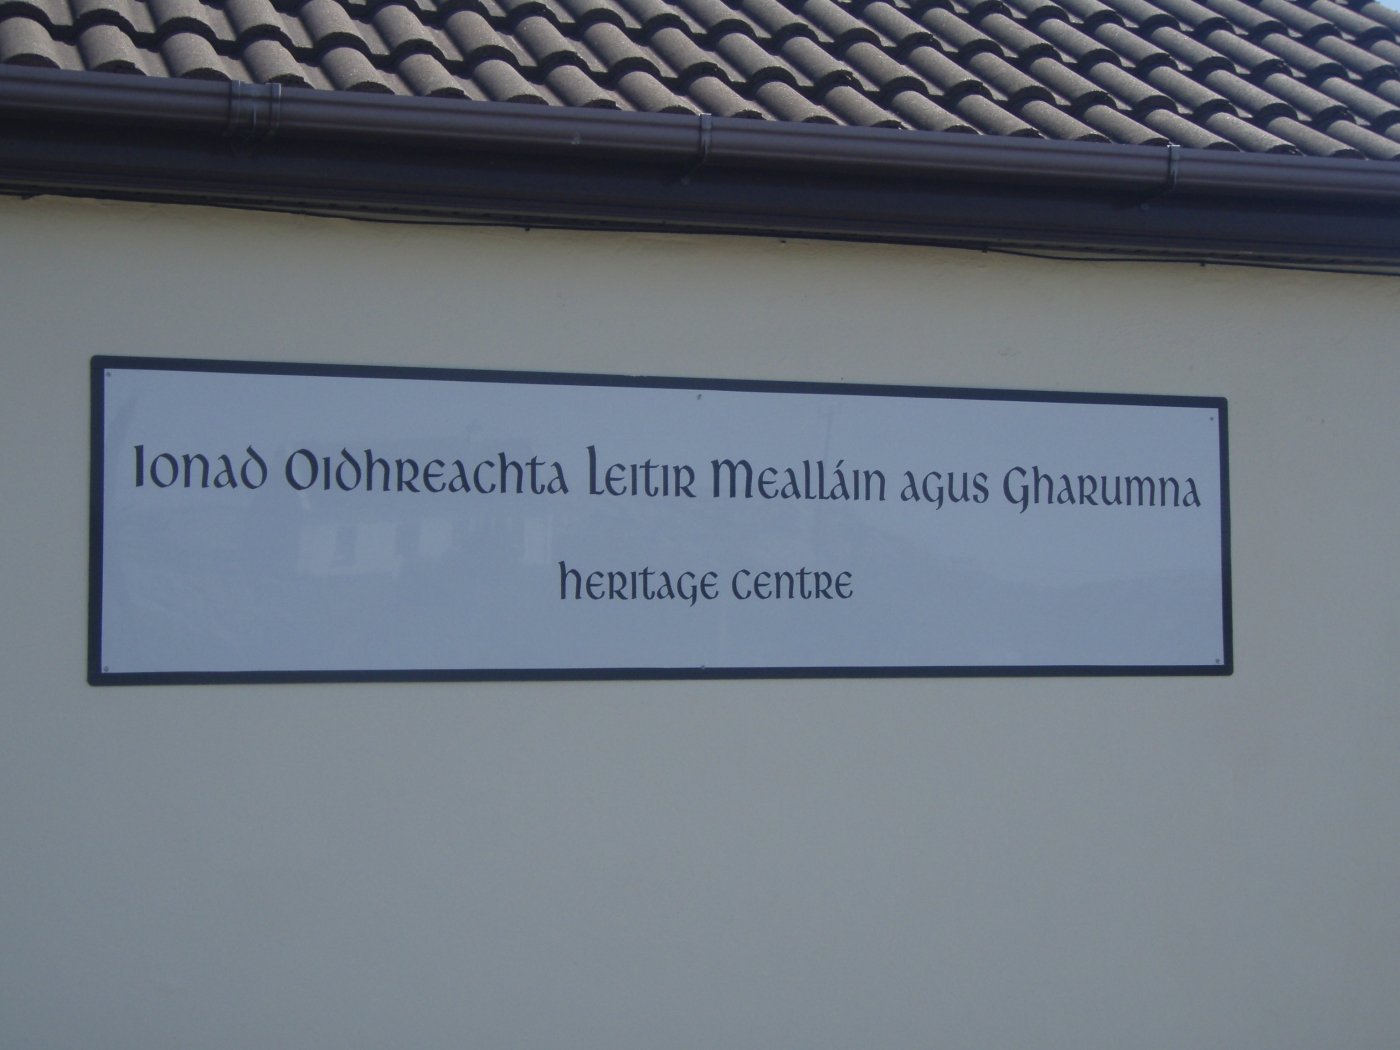 Ionad Oidhreachta Leitir Mealláin agus Gharumna
heritage centre